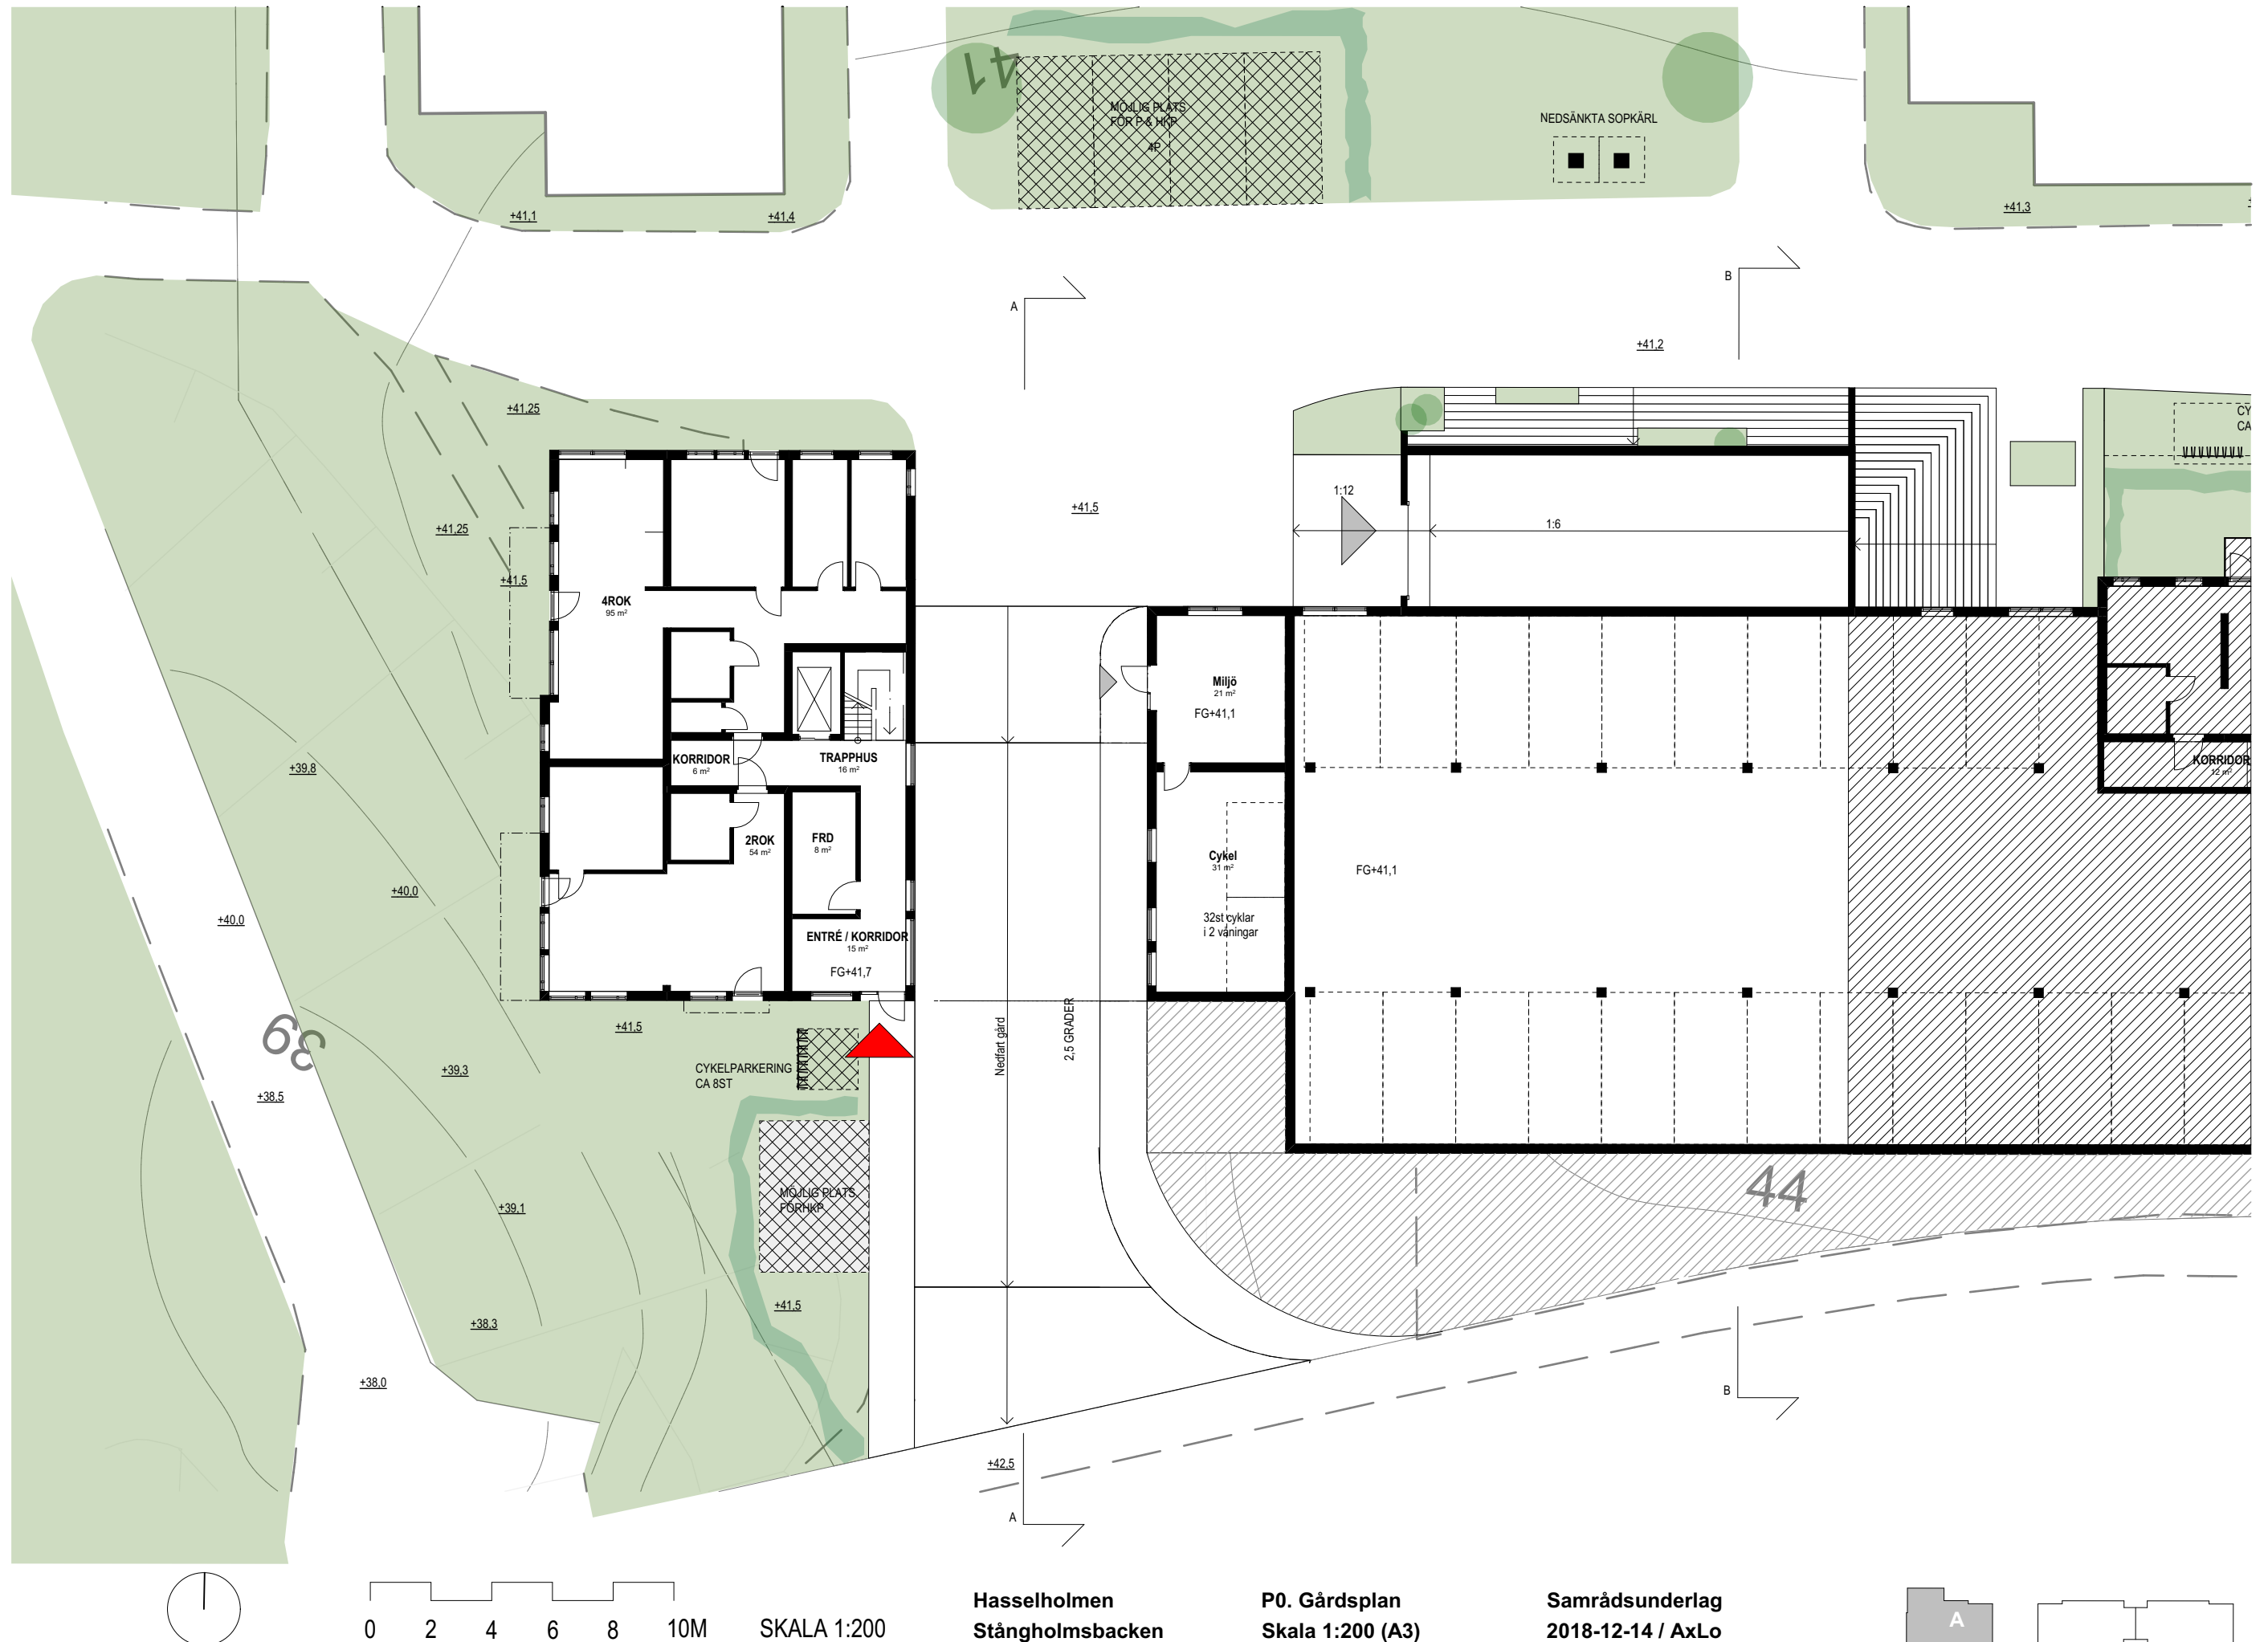 41
MÖJLIG PLATS
FÖR P & HKP
4P
NEDSÄNKTA SOPKÄRL
+41,1
+41,4
+41,3
A
B
+41,2
+41,25
CY
CA
+41,25
+41,5
1:12
1:6
+41,5
4ROK
95 m²
Miljö
21 m²
FG+41,1
KORRIDOR
6 m²
TRAPPHUS
16 m²
KORRIDOR
12 m²
+39,8
2ROK
54 m²
FRD
8 m²
Cykel
31 m²
FG+41,1
+40,0
+40,0
32st cyklar
i 2 våningar
ENTRÉ / KORRIDOR
15 m²
FG+41,7
39
+41,5
Nedfart gård
2,5 GRADER
CYKELPARKERING
CA 8ST
+39,3
+38,5
MÖJLIG PLATS
FÖRHKP
44
+39,1
+41,5
+38,3
+38,0
B
+42,5
A
0 2 4 6 8 10M
SKALA 1:200
Hasselholmen
Stångholmsbacken
P0. Gårdsplan
Skala 1:200 (A3)
Samrådsunderlag
2018-12-14 / AxLo
A